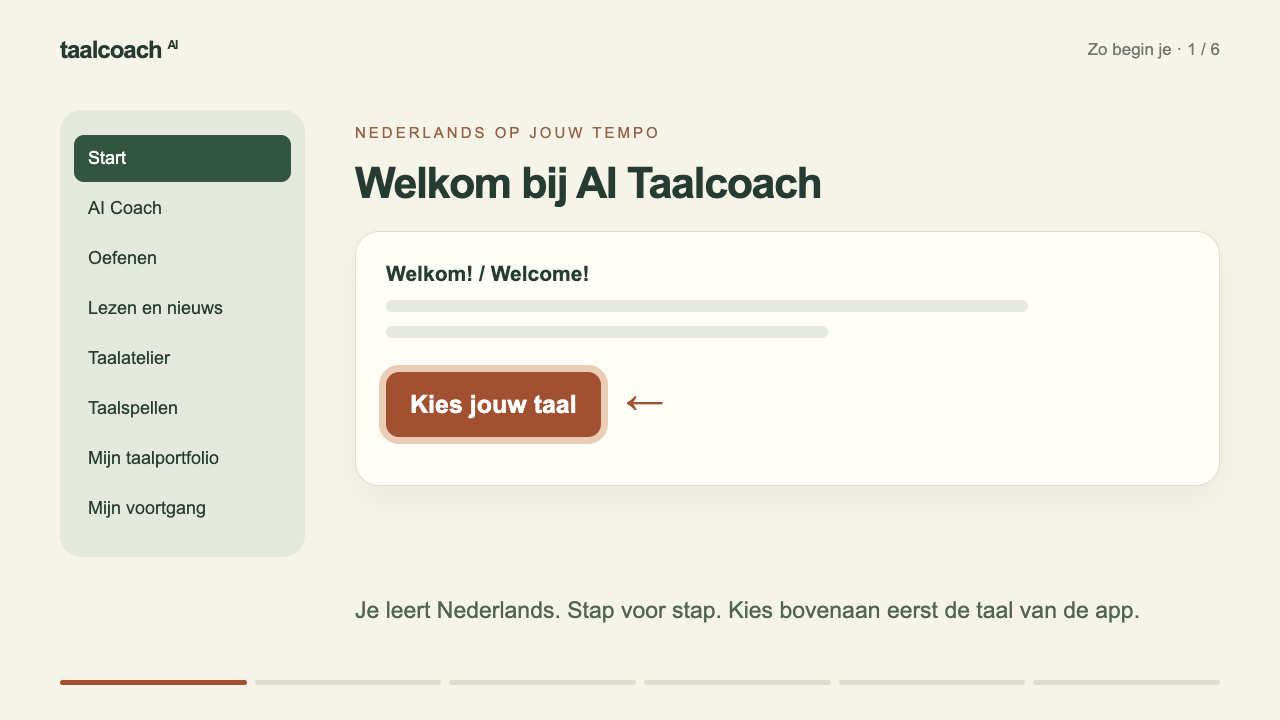 taalcoach AI
Zo begin je · 1 / 6
Start
AI Coach
Oefenen
Lezen en nieuws
Taalatelier
Taalspellen
Mijn taalportfolio
Mijn voortgang
NEDERLANDS OP JOUW TEMPO
Welkom bij AI Taalcoach
Welkom! / Welcome!
Kies jouw taal
←
Je leert Nederlands. Stap voor stap. Kies bovenaan eerst de taal van de app.